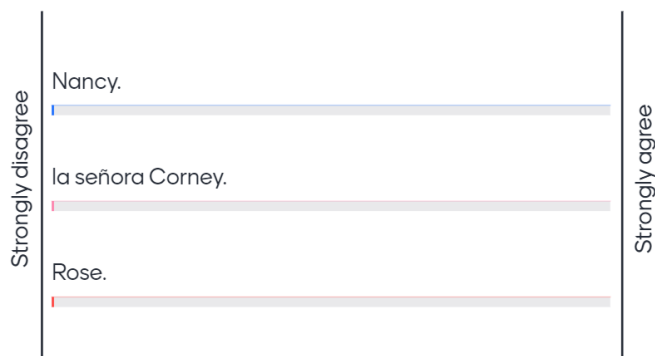 Strongly disagree
Nancy.
la señora Corney.
Rose.
Strongly agree